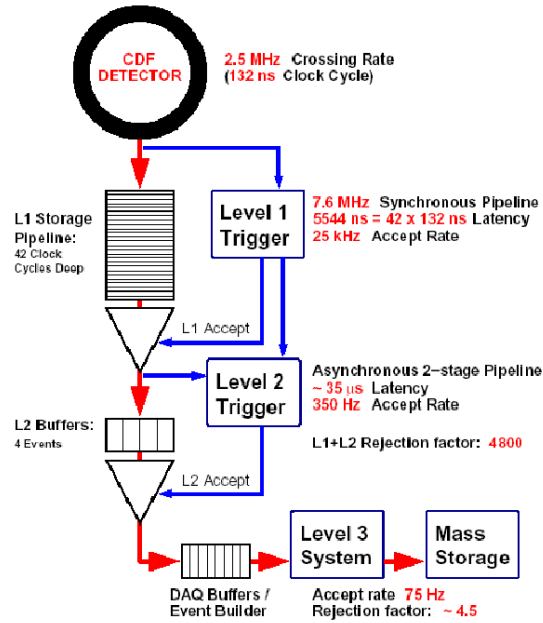 CDF
DETECTOR
2.5 MHz Crossing Rate
(132 ns Clock Cycle)
L1 Storage
Pipeline:
42 Clock
Cycles Deep
Level 1
Trigger
7.6 MHz Synchronous Pipeline
5544 ns = 42 x 132 ns Latency
25 kHz Accept Rate
L1 Accept
Level 2
Trigger
Asynchronous 2-stage Pipeline
~ 35 μs Latency
350 Hz Accept Rate
L2 Buffers:
4 Events
L1+L2 Rejection factor: 4800
L2 Accept
DAQ Buffers /
Event Builder
Level 3
System
Mass
Storage
Accept rate 75 Hz
Rejection factor: ~ 4.5